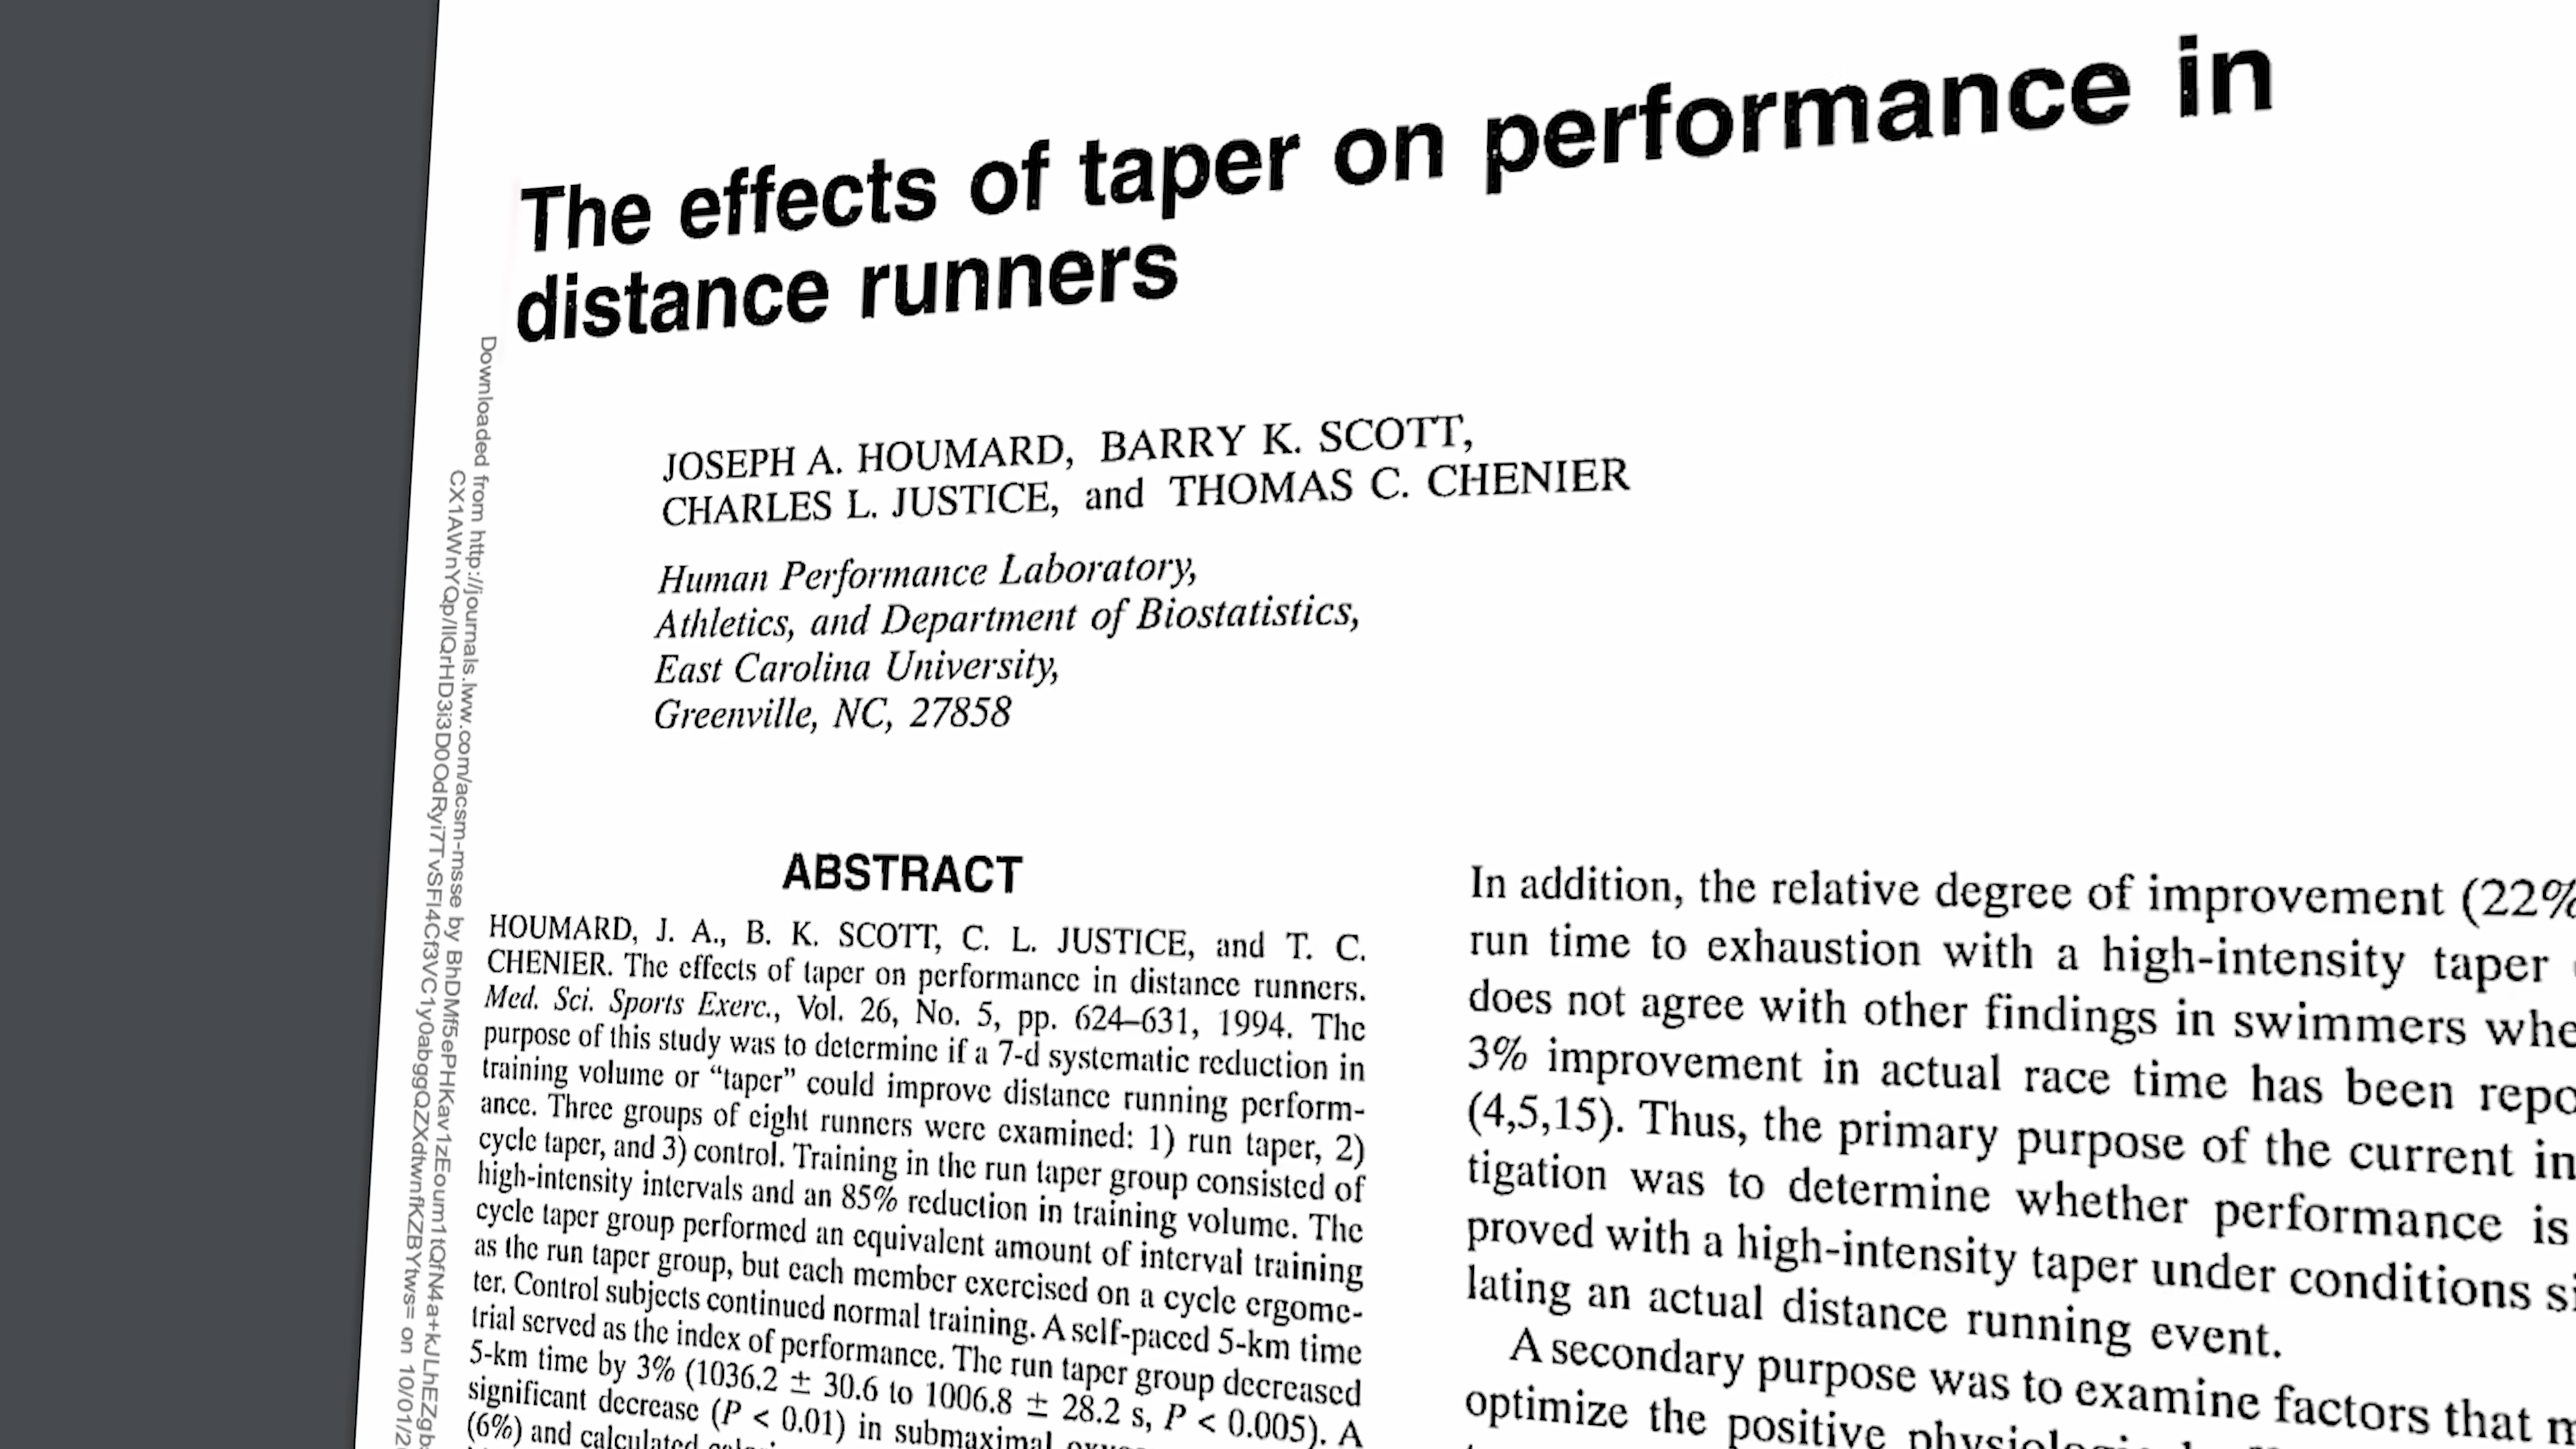 The effects of taper on performance in
distance runners
JOSEPH A. HOUMARD, BARRY K. SCOTT,
CHARLES L. JUSTICE, and THOMAS C. CHENIER
Human Performance Laboratory,
Athletics, and Department of Biostatistics,
East Carolina University,
Greenville, NC, 27858
ABSTRACT
HOUMARD, J. A., B. K. SCOTT, C. L. JUSTICE, and T. C.
CHENIER. The effects of taper on performance in distance runners.
Med. Sci. Sports Exerc., Vol. 26, No. 5, pp. 624–631, 1994. The
purpose of this study was to determine if a 7-d systematic reduction in
training volume or “taper” could improve distance running perform-
ance. Three groups of eight runners were examined: 1) run taper, 2)
cycle taper, and 3) control. Training in the run taper group consisted of
high-intensity intervals and an 85% reduction in training volume. The
cycle taper group performed an equivalent amount of interval training
as the run taper group, but each member exercised on a cycle ergome-
ter. Control subjects continued normal training. A self-paced 5-km time
trial served as the index of performance. The run taper group decreased
5-km time by 3% (1036.2 ± 30.6 to 1006.8 ± 28.2 s, P < 0.005). A
significant decrease (P < 0.01) in submaximal
(6%) and calculated
In addition, the relative degree of improvement (22%
run time to exhaustion with a high-intensity taper
does not agree with other findings in swimmers whe
3% improvement in actual race time has been repo
(4,5,15). Thus, the primary purpose of the current in
tigation was to determine whether performance is
proved with a high-intensity taper under conditions si
lating an actual distance running event.
A secondary purpose was to examine factors that m
optimize the positive
Downloaded from http://journals.lww.com/acsm-msse by BhDMf5ePHKav1zEoum1tQfN4a+kJLhEZgb
CX1AWnYQp/IlQrHD3i3D0OdRyi7TvSFl4Cf3VC1y0abggQZXdtwnfKZBYtws= on 10/01/2